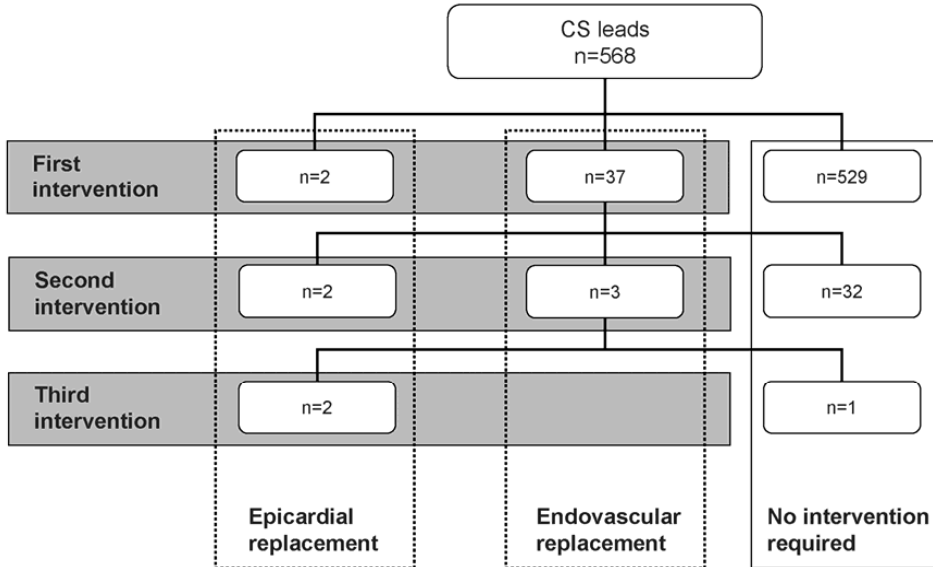 CS leads
n=568
First
intervention
n=2
n=37
n=529
Second
intervention
n=2
n=3
n=32
Third
intervention
n=2
n=1
Epicardial
replacement
Endovascular
replacement
No intervention
required